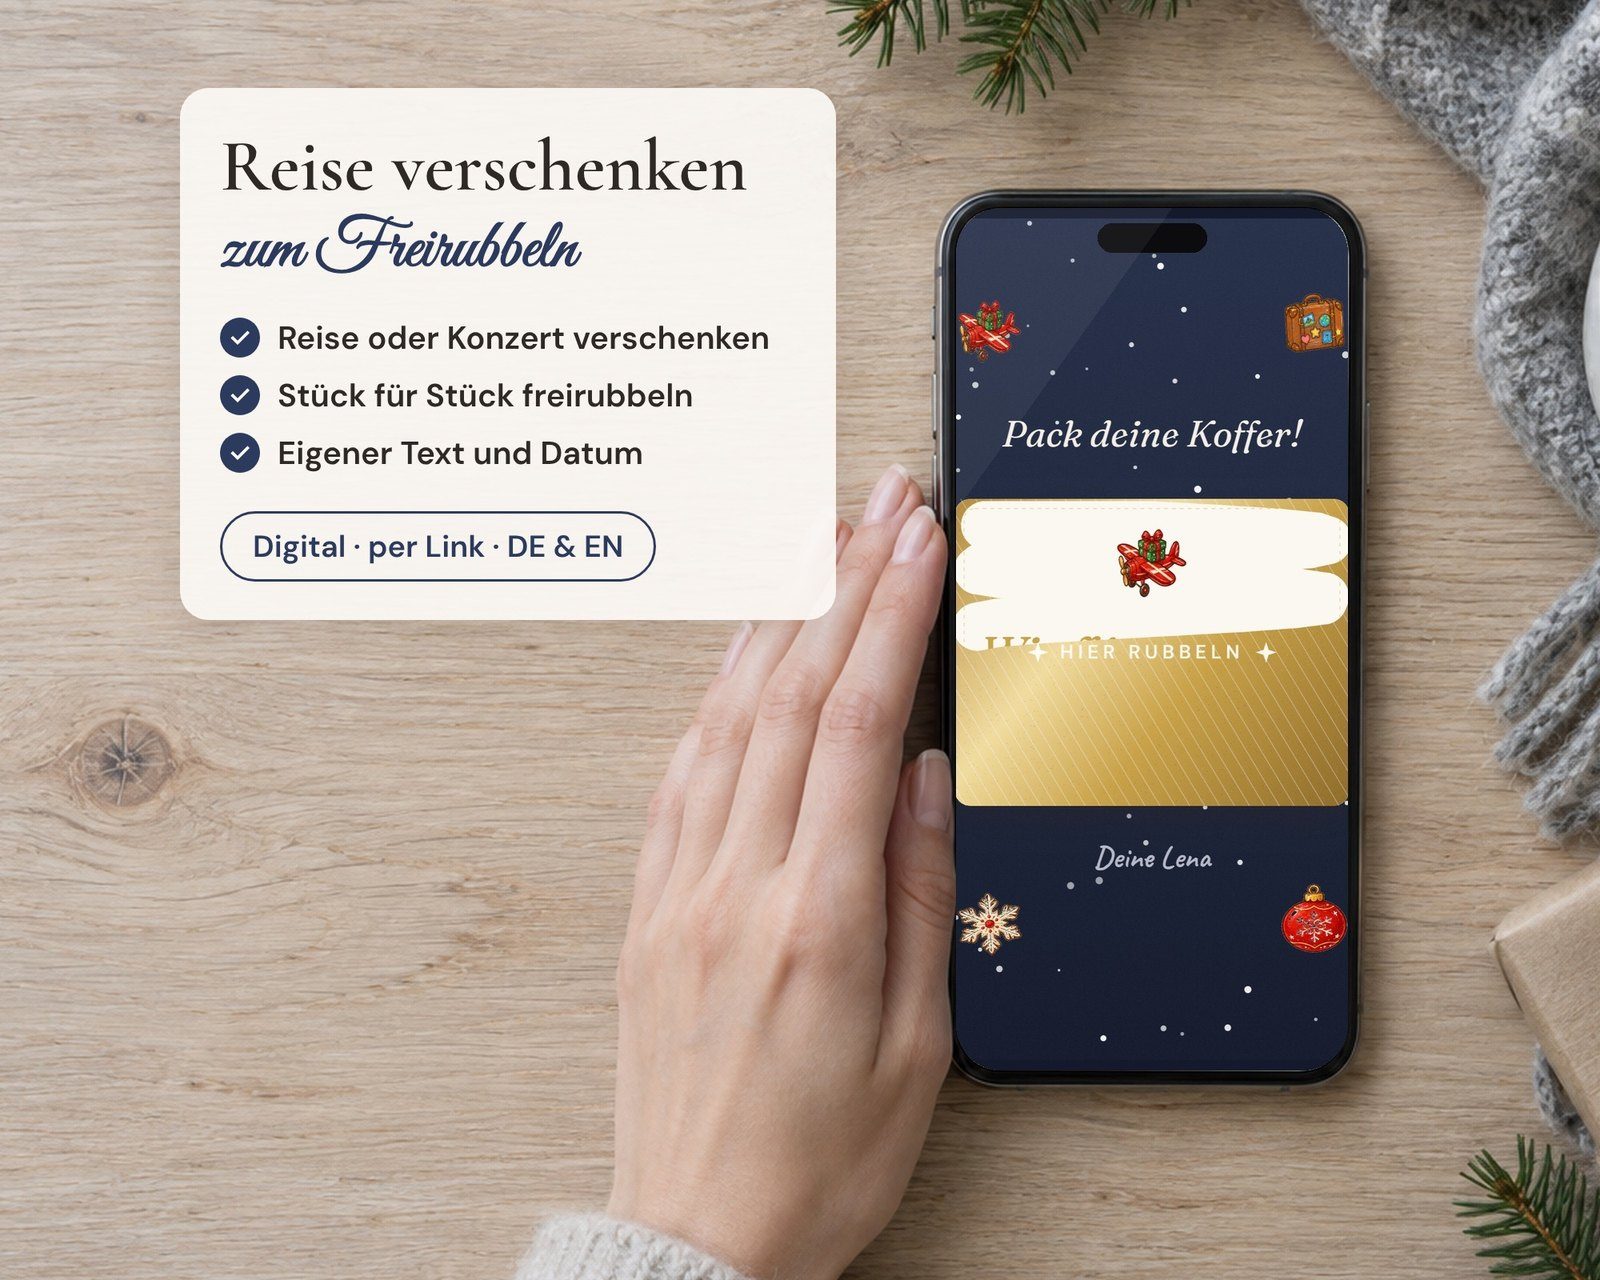 Reise verschenken
zum Freirubbeln
Reise oder Konzert verschenken
Stück für Stück freirubbeln
Eigener Text und Datum
Digital · per Link · DE & EN
Pack deine Koffer!
HIER RUBBELN
Deine Lena